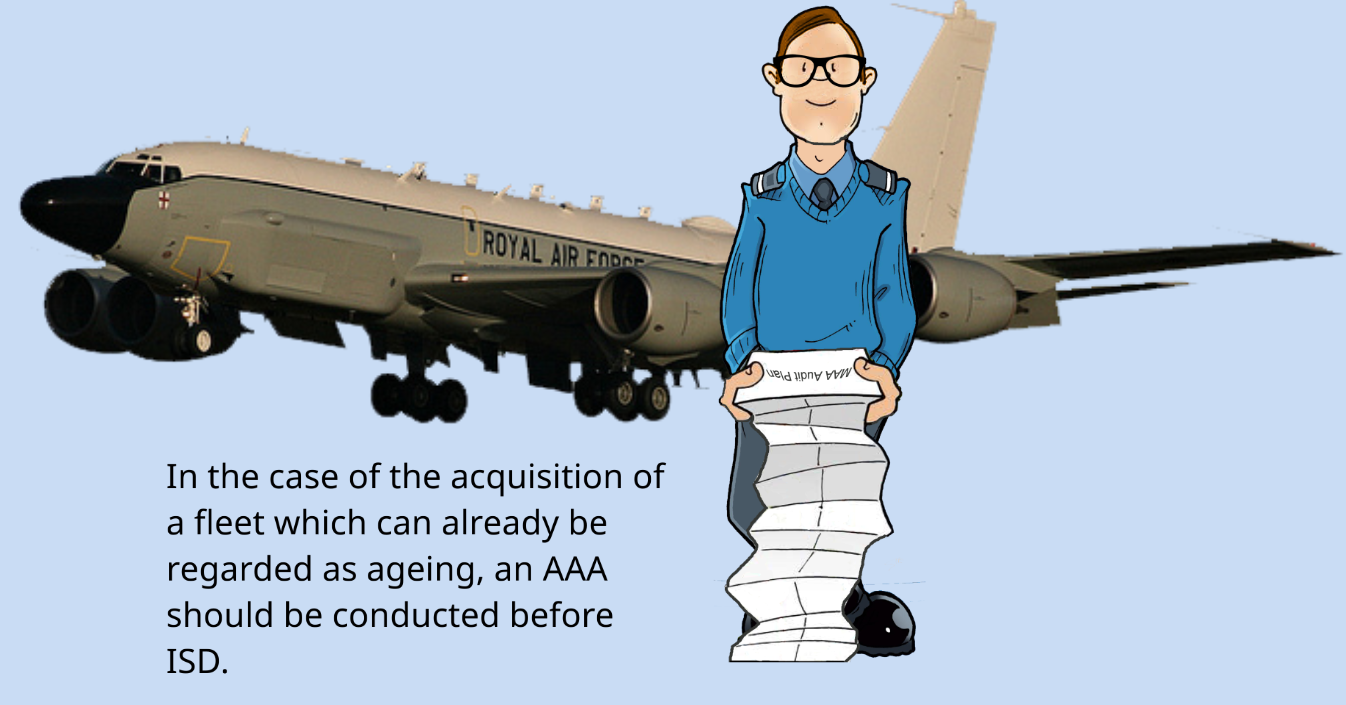 ROYAL AIR FORCE
MAA Audit Plan
In the case of the acquisition of
a fleet which can already be
regarded as ageing, an AAA
should be conducted before
ISD.